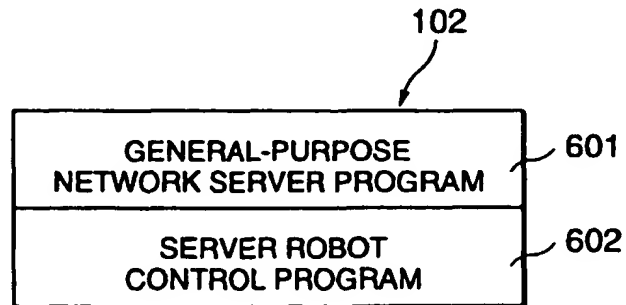 102
GENERAL-PURPOSE
NETWORK SERVER PROGRAM
601
SERVER ROBOT
CONTROL PROGRAM
602